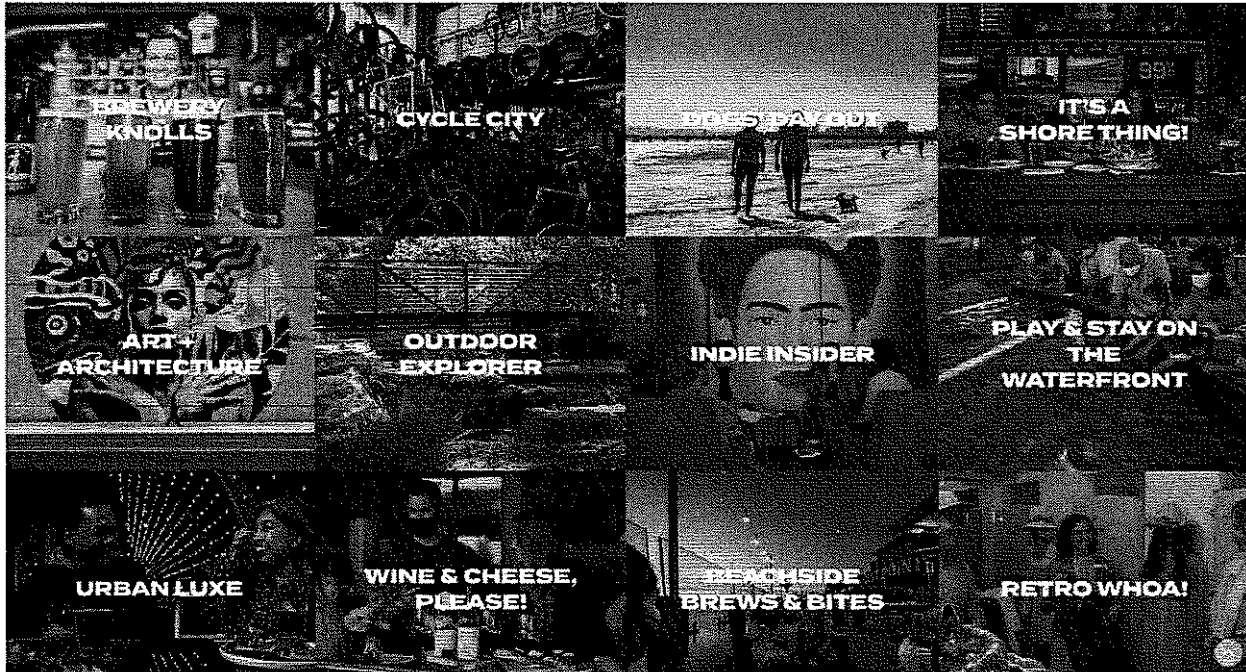 BREWERY
KNOLLS
CYCLE CITY
DOGS' DAY OUT
IT'S A
SHORE THING!
ART +
ARCHITECTURE
OUTDOOR
EXPLORER
INDIE INSIDER
PLAY & STAY ON
THE
WATERFRONT
URBAN LUXE
WINE & CHEESE,
PLEASE!
BEACHSIDE
BREWS & BITES
RETRO WHOA!